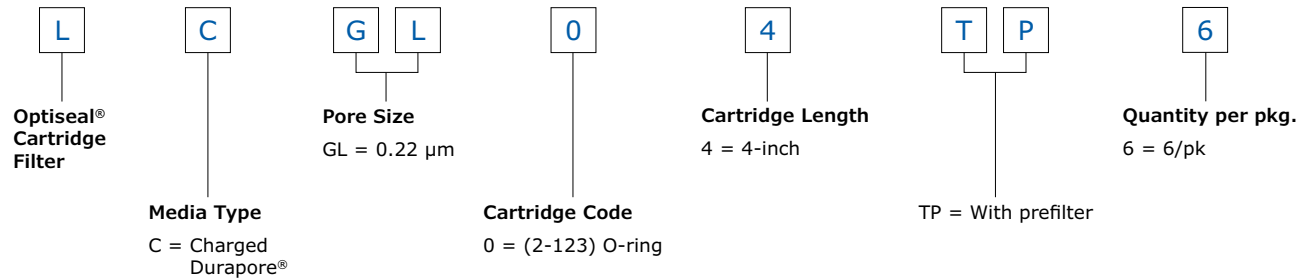 L C G L 0 4 T P 6
Optiseal®
Cartridge
Filter
Pore Size
GL = 0.22 µm
Cartridge Length
4 = 4-inch
Quantity per pkg.
6 = 6/pk
Media Type
C = Charged
Durapore®
Cartridge Code
0 = (2-123) O-ring
TP = With prefilter